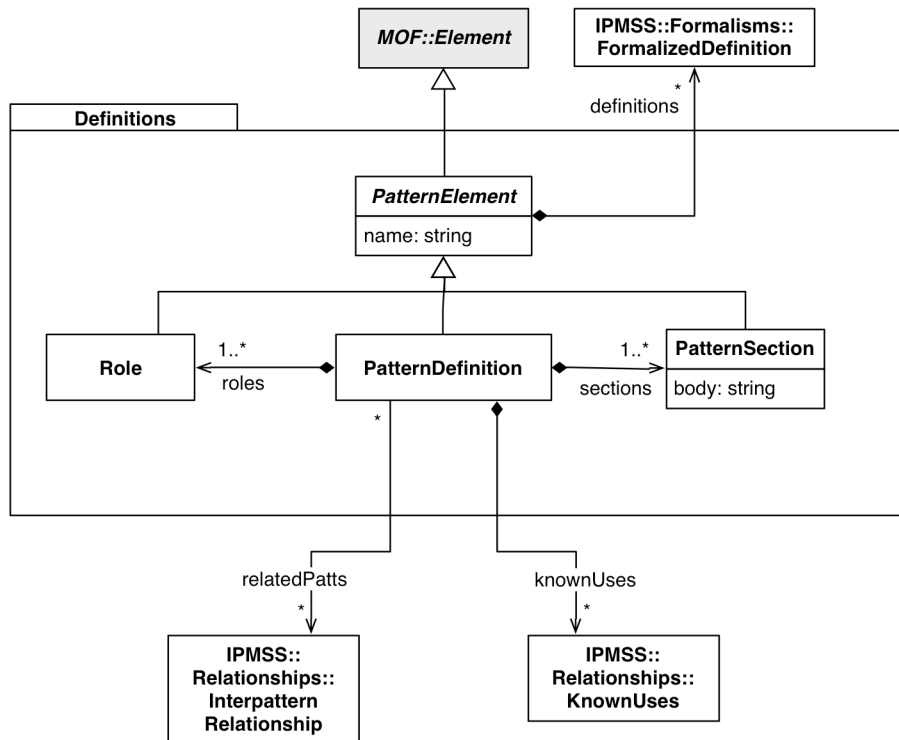 MOF::Element
IPMSS::Formalisms::
FormalizedDefinition
*
definitions
Definitions
PatternElement
name: string
Role
1..*
roles
PatternDefinition
1..*
sections
PatternSection
body: string
*
relatedPatts
*
knownUses
*
IPMSS::
Relationships::
Interpattern
Relationship
IPMSS::
Relationships::
KnownUses